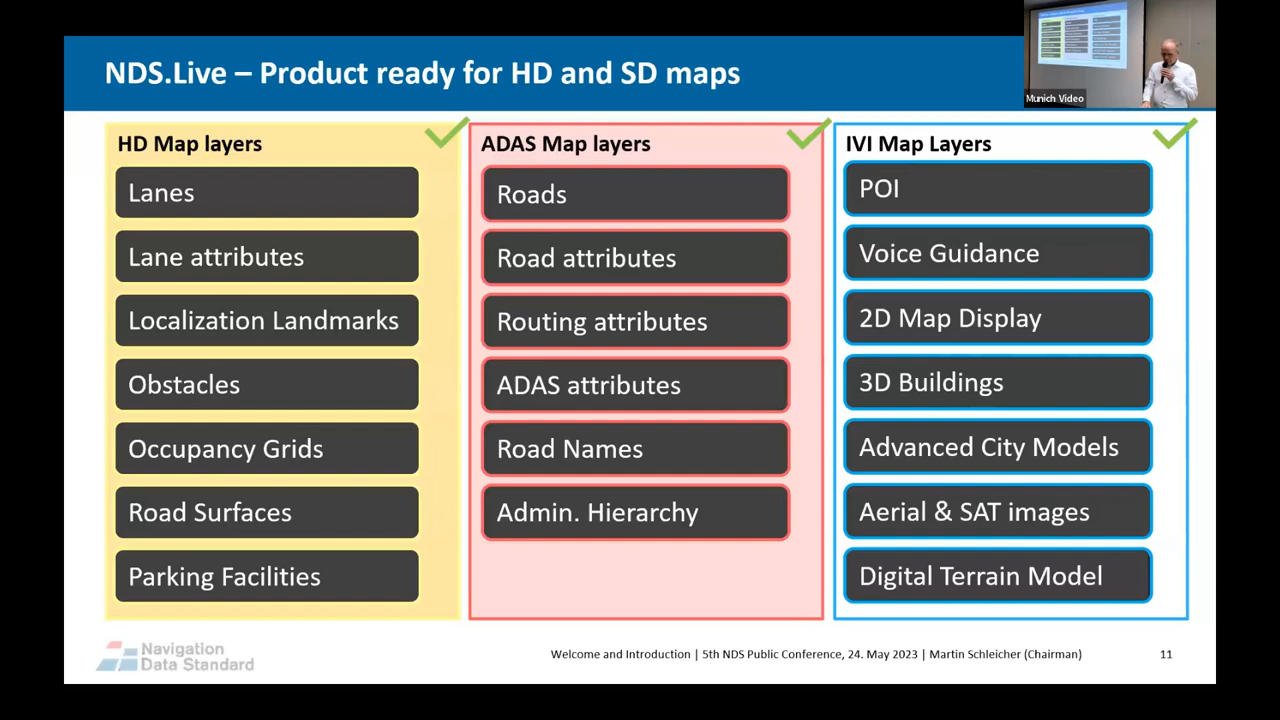 NDS.Live – Product ready for HD and SD maps
Munich Video
HD Map layers
Lanes
Lane attributes
Localization Landmarks
Obstacles
Occupancy Grids
Road Surfaces
Parking Facilities
ADAS Map layers
Roads
Road attributes
Routing attributes
ADAS attributes
Road Names
Admin. Hierarchy
IVI Map Layers
POI
Voice Guidance
2D Map Display
3D Buildings
Advanced City Models
Aerial & SAT images
Digital Terrain Model
Navigation
Data Standard
Welcome and Introduction | 5th NDS Public Conference, 24. May 2023 | Martin Schleicher (Chairman)
11